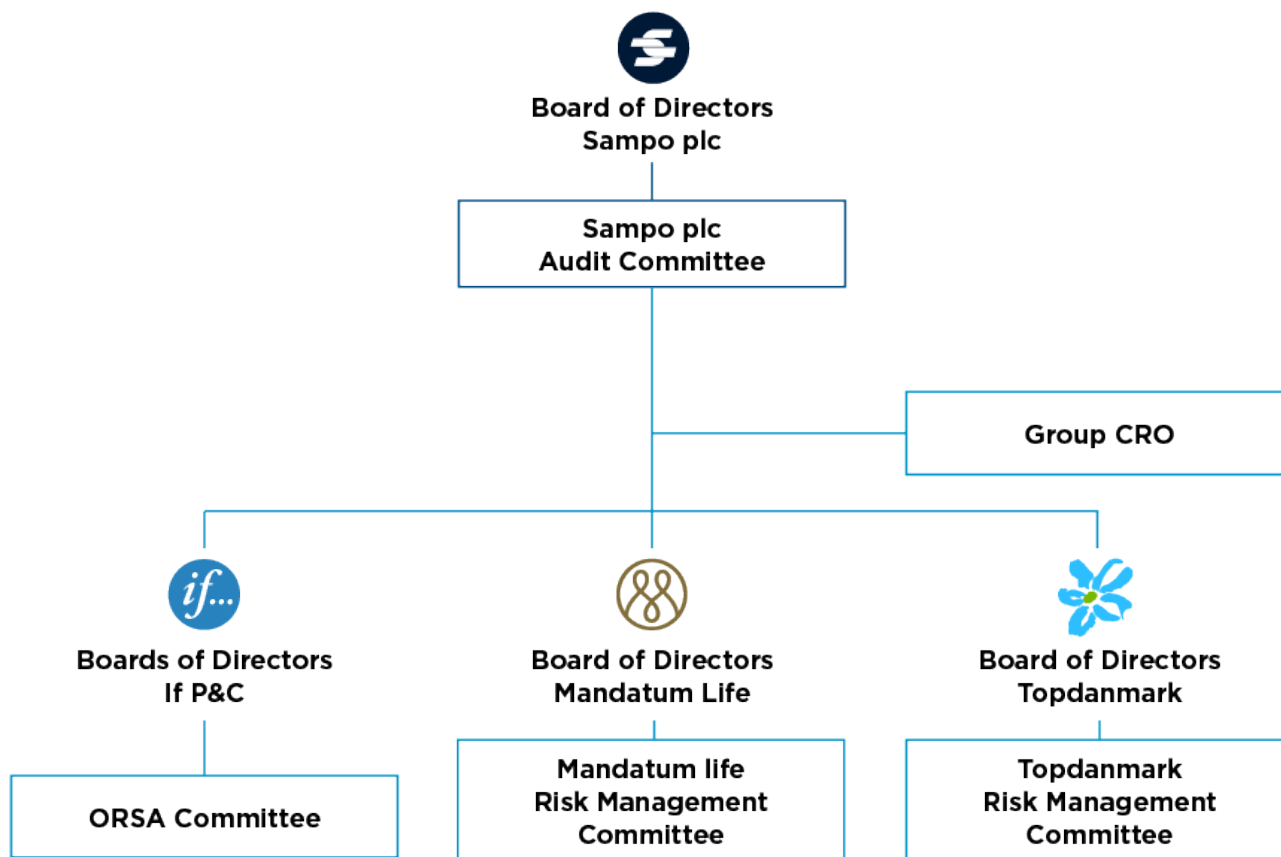 Board of Directors
Sampo plc
Sampo plc
Audit Committee
Group CRO
if...
Boards of Directors
If P&C
Board of Directors
Mandatum Life
Board of Directors
Topdanmark
ORSA Committee
Mandatum life
Risk Management
Committee
Topdanmark
Risk Management
Committee